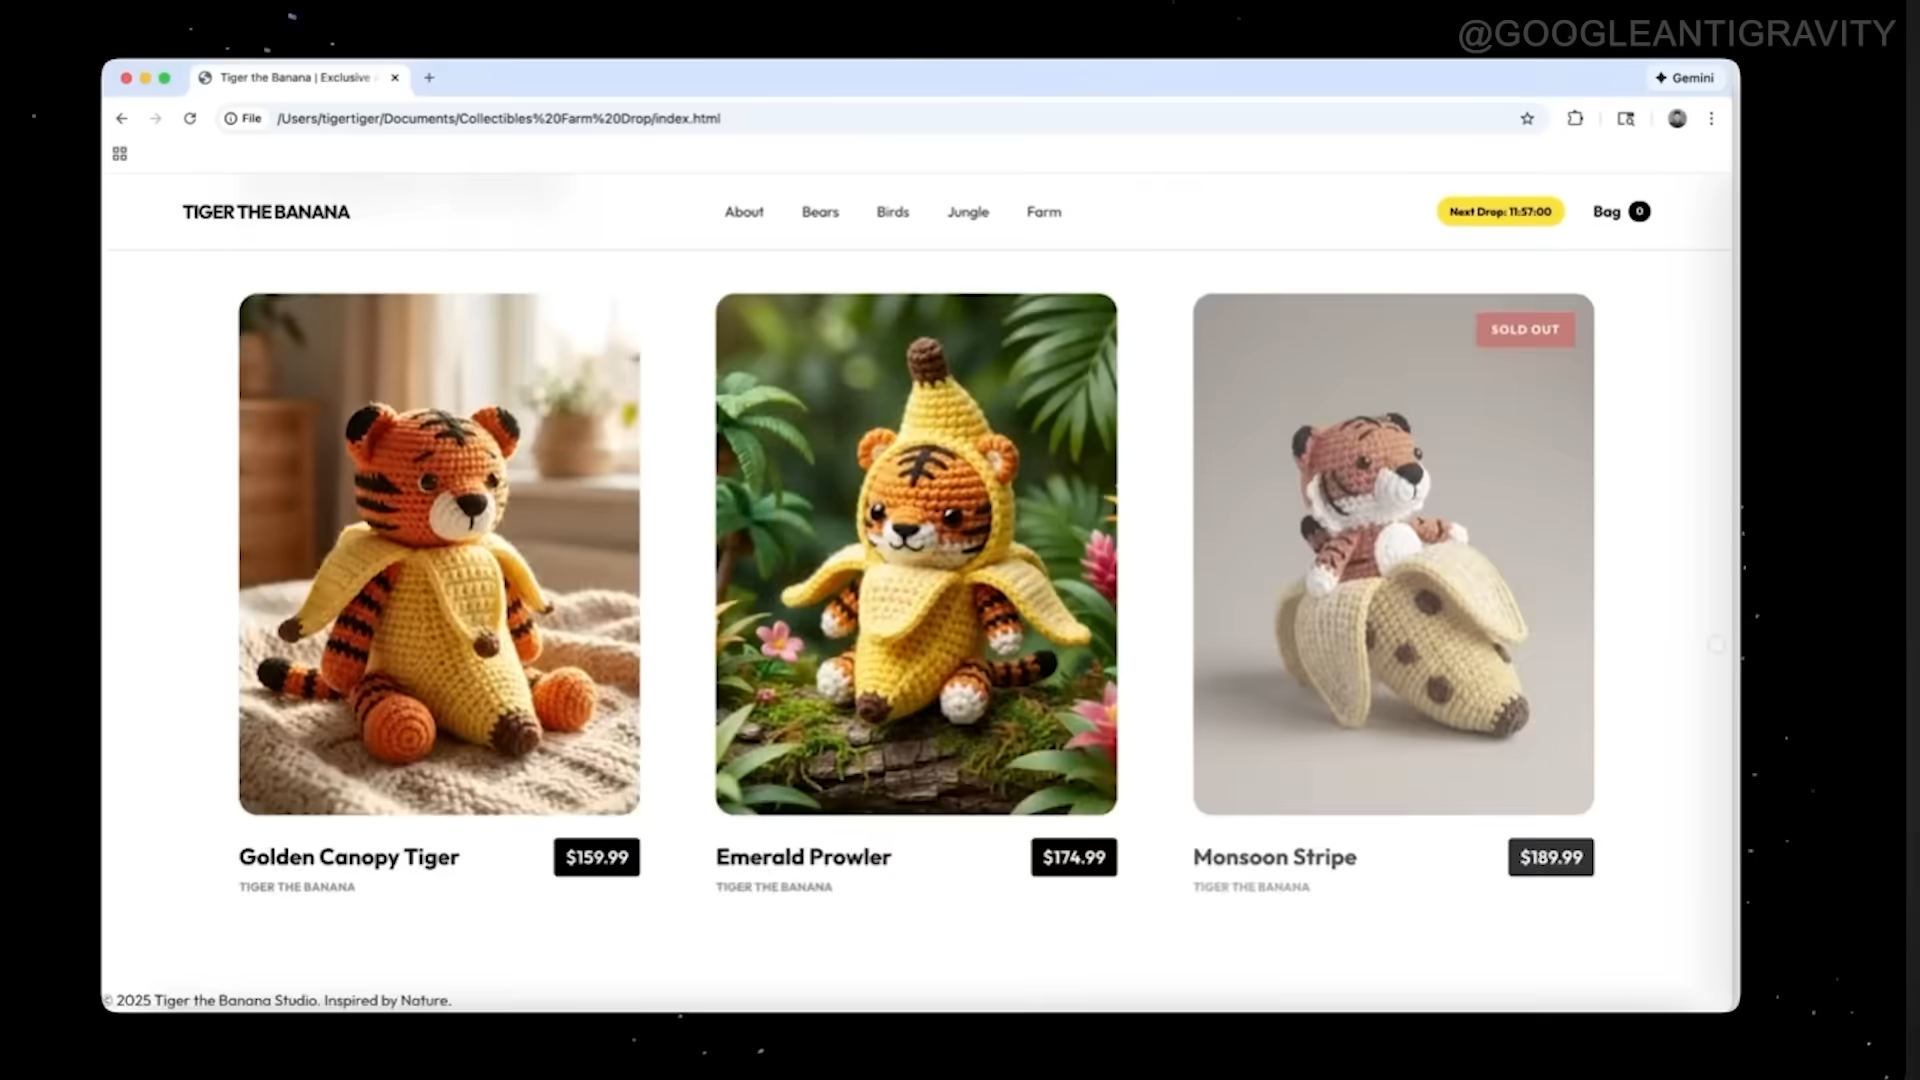 @GOOGLEANTIGRAVITY
Tiger the Banana | Exclusive
Gemini
File /Users/tigertiger/Documents/Collectibles%20Farm%20Drop/index.html
TIGER THE BANANA About Bears Birds Jungle Farm Next Drop: 11:57:00 Bag 0
SOLD OUT
Golden Canopy Tiger $159.99
TIGER THE BANANA
Emerald Prowler $174.99
TIGER THE BANANA
Monsoon Stripe $189.99
TIGER THE BANANA
© 2025 Tiger the Banana Studio. Inspired by Nature.